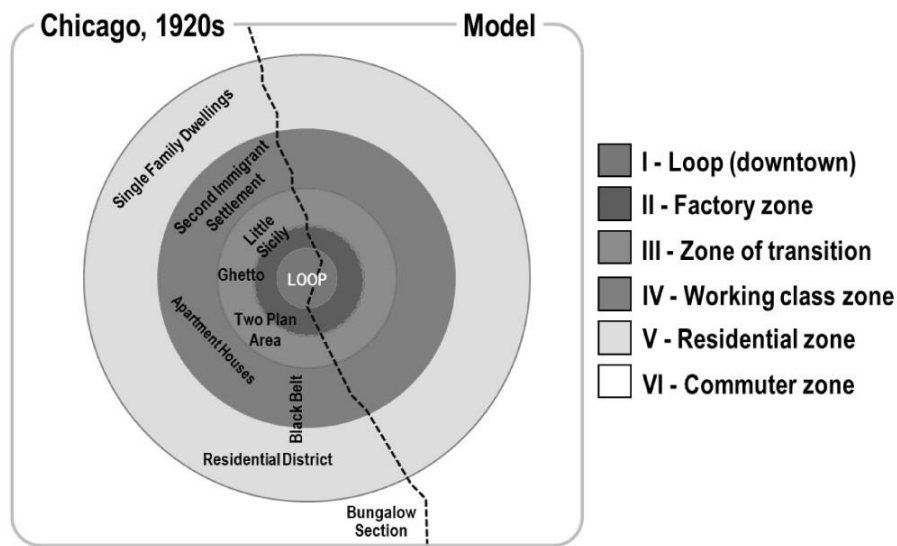 Chicago, 1920s
Model
Single Family Dwellings
Second Immigrant
Settlement
Little
Sicily
Ghetto
LOOP
Two Plan
Area
Apartment Houses
Black Belt
Residential District
Bungalow
Section
I - Loop (downtown)
II - Factory zone
III - Zone of transition
IV - Working class zone
V - Residential zone
VI - Commuter zone